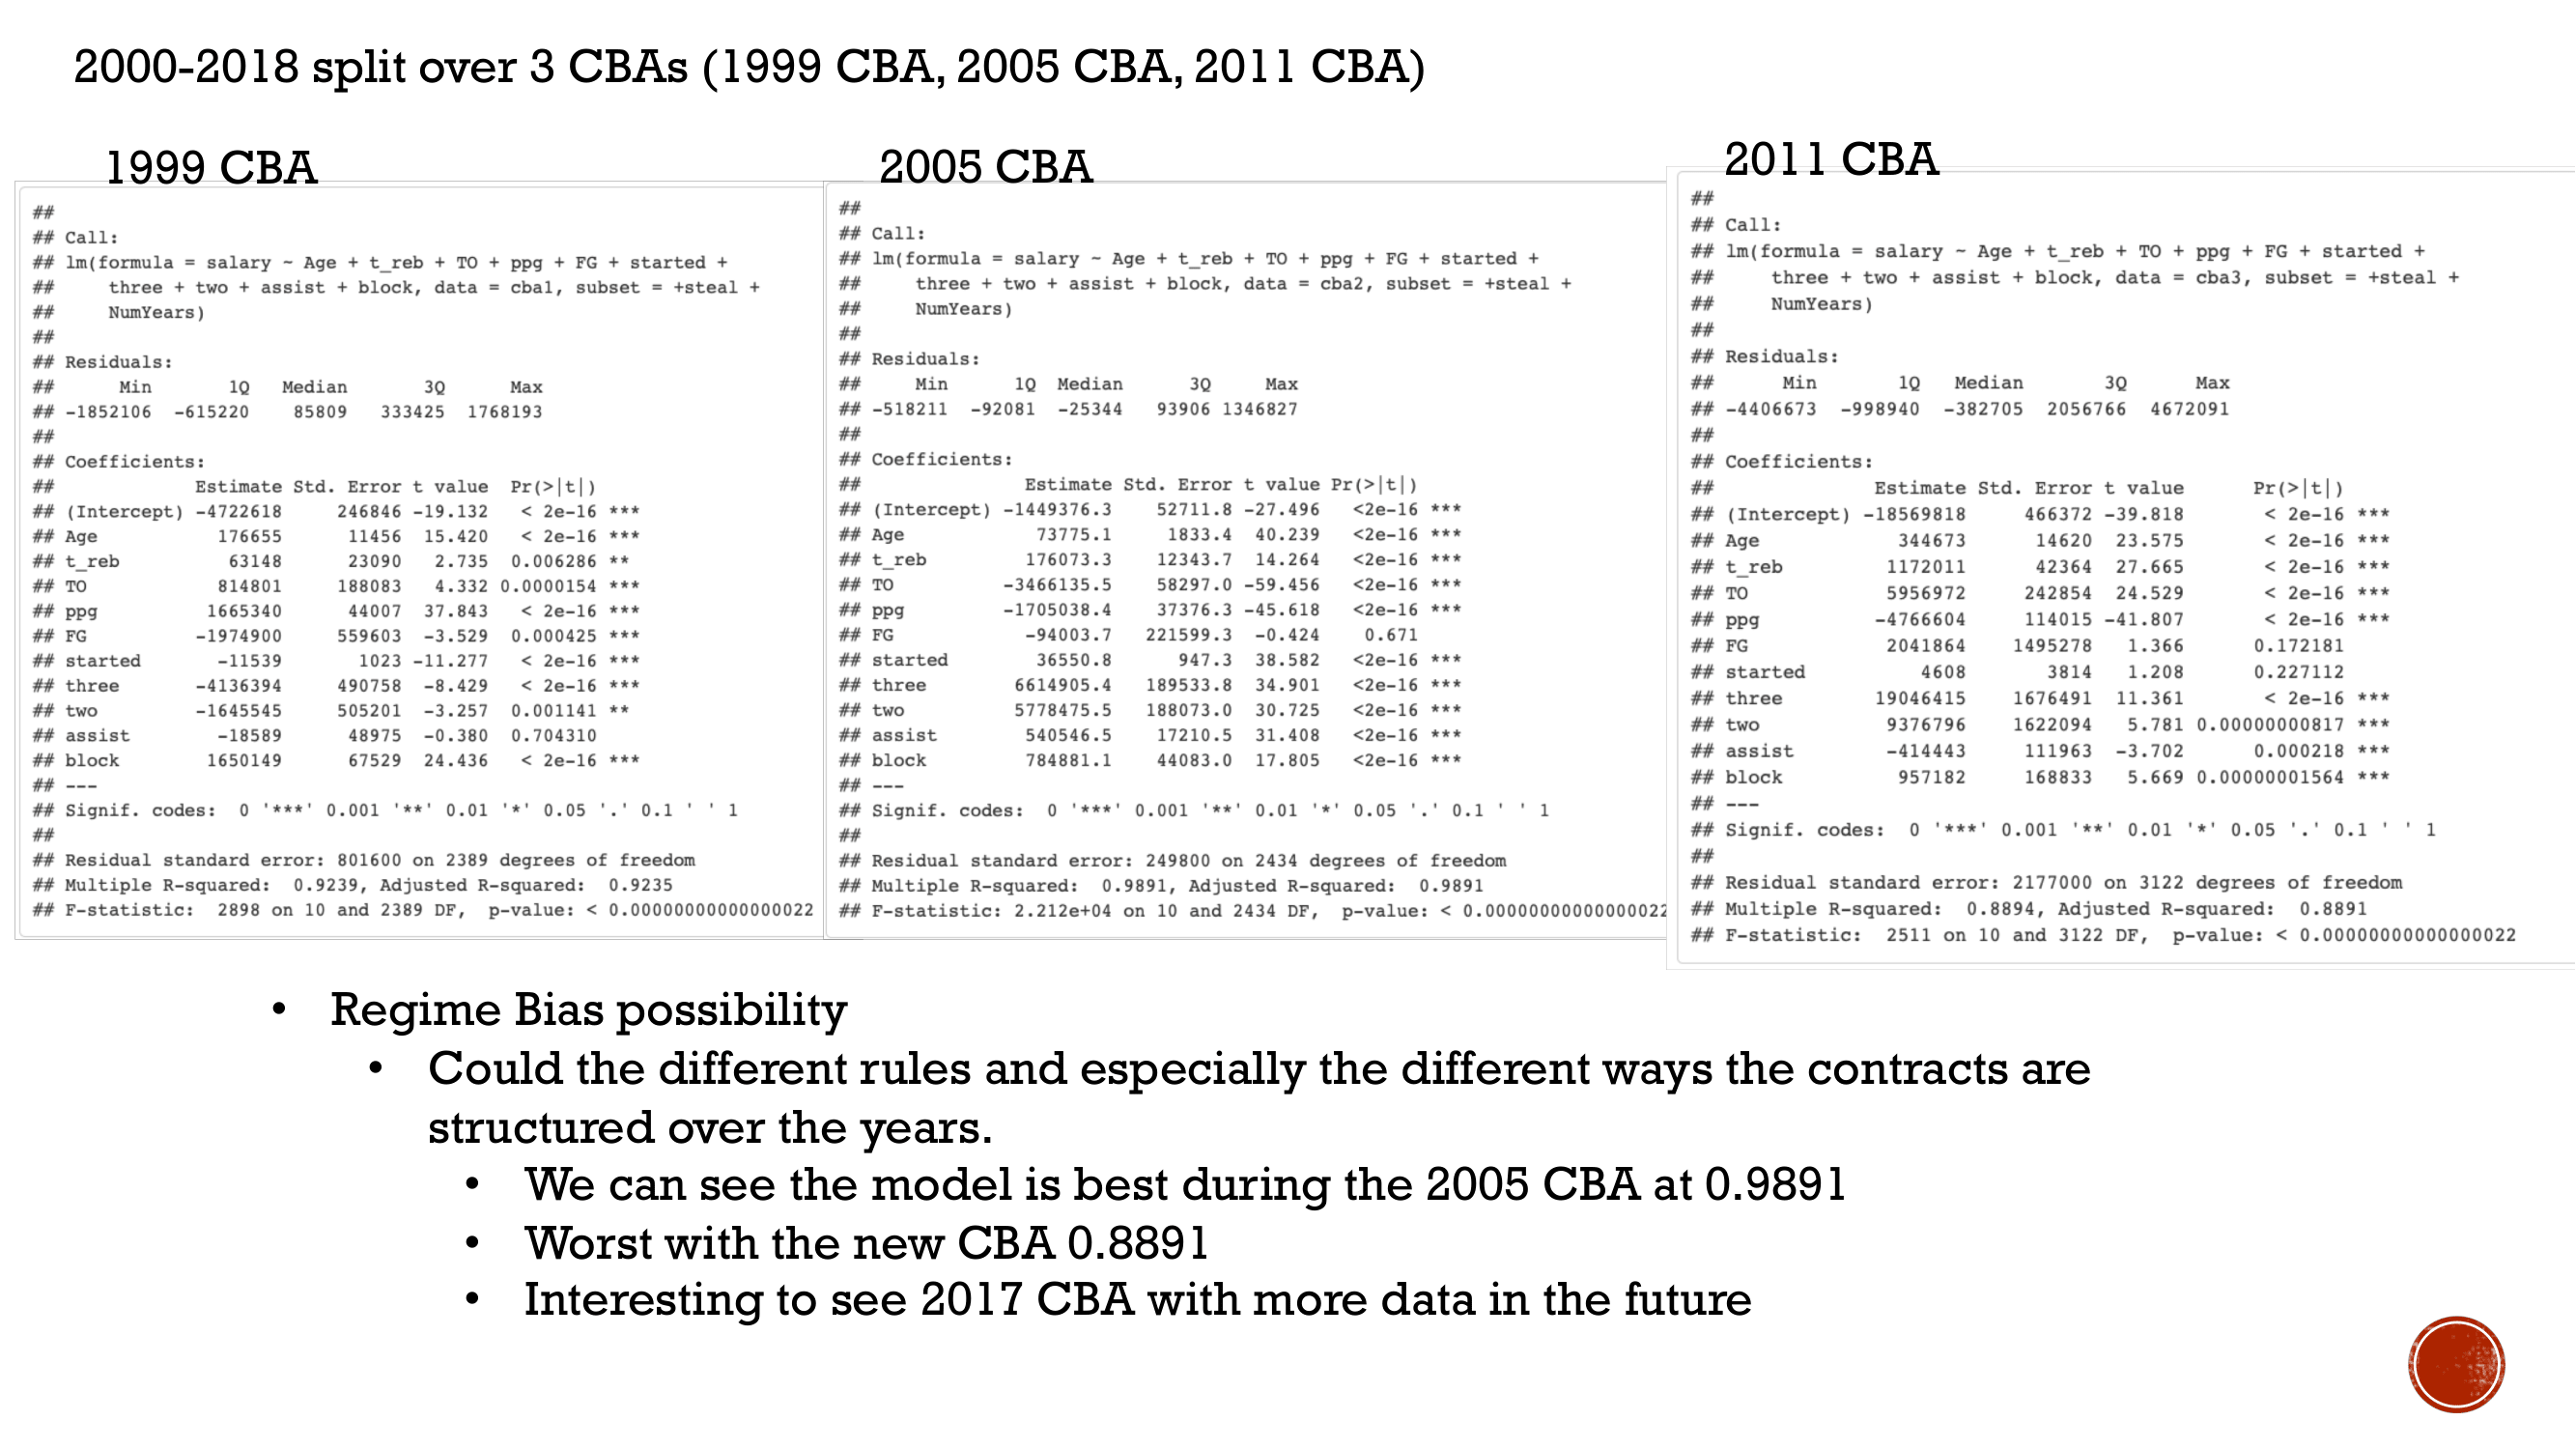 2000-2018 split over 3 CBAs (1999 CBA, 2005 CBA, 2011 CBA)
1999 CBA
##
## Call:
## lm(formula = salary ~ Age + t_reb + TO + ppg + FG + started +
##     three + two + assist + block, data = cba1, subset = +steal +
##     NumYears)
##
## Residuals:
##      Min       1Q   Median       3Q      Max
## -1852106  -615220    85809   333425  1768193
##
## Coefficients:
##             Estimate Std. Error t value  Pr(>|t|)
## (Intercept) -4722618     246846 -19.132   < 2e-16 ***
## Age           176655      11456  15.420   < 2e-16 ***
## t_reb          63148      23090   2.735  0.006286 **
## TO            814801     188083   4.332 0.0000154 ***
## ppg          1665340      44007  37.843   < 2e-16 ***
## FG          -1974900     559603  -3.529  0.000425 ***
## started       -11539       1023 -11.277   < 2e-16 ***
## three       -4136394     490758  -8.429   < 2e-16 ***
## two         -1645545     505201  -3.257  0.001141 **
## assist        -18589      48975  -0.380  0.704310
## block        1650149      67529  24.436   < 2e-16 ***
## ---
## Signif. codes:  0 '***' 0.001 '**' 0.01 '*' 0.05 '.' 0.1 ' ' 1
##
## Residual standard error: 801600 on 2389 degrees of freedom
## Multiple R-squared:  0.9239, Adjusted R-squared:  0.9235
## F-statistic:  2898 on 10 and 2389 DF,  p-value: < 0.00000000000000022
2005 CBA
##
## Call:
## lm(formula = salary ~ Age + t_reb + TO + ppg + FG + started +
##     three + two + assist + block, data = cba2, subset = +steal +
##     NumYears)
##
## Residuals:
##     Min      1Q  Median      3Q     Max
## -518211  -92081  -25344   93906 1346827
##
## Coefficients:
##               Estimate Std. Error t value Pr(>|t|)
## (Intercept) -1449376.3    52711.8 -27.496   <2e-16 ***
## Age            73775.1     1833.4  40.239   <2e-16 ***
## t_reb         176073.3    12343.7  14.264   <2e-16 ***
## TO          -3466135.5    58297.0 -59.456   <2e-16 ***
## ppg         -1705038.4    37376.3 -45.618   <2e-16 ***
## FG            -94003.7   221599.3  -0.424    0.671
## started        36550.8      947.3  38.582   <2e-16 ***
## three        6614905.4   189533.8  34.901   <2e-16 ***
## two          5778475.5   188073.0  30.725   <2e-16 ***
## assist        540546.5    17210.5  31.408   <2e-16 ***
## block         784881.1    44083.0  17.805   <2e-16 ***
## ---
## Signif. codes:  0 '***' 0.001 '**' 0.01 '*' 0.05 '.' 0.1 ' ' 1
##
## Residual standard error: 249800 on 2434 degrees of freedom
## Multiple R-squared:  0.9891, Adjusted R-squared:  0.9891
## F-statistic: 2.212e+04 on 10 and 2434 DF,  p-value: < 0.00000000000000022
2011 CBA
##
## Call:
## lm(formula = salary ~ Age + t_reb + TO + ppg + FG + started +
##     three + two + assist + block, data = cba3, subset = +steal +
##     NumYears)
##
## Residuals:
##      Min       1Q   Median       3Q      Max
## -4406673  -998940  -382705  2056766  4672091
##
## Coefficients:
##              Estimate Std. Error t value      Pr(>|t|)
## (Intercept) -18569818     466372 -39.818       < 2e-16 ***
## Age            344673      14620  23.575       < 2e-16 ***
## t_reb         1172011      42364  27.665       < 2e-16 ***
## TO            5956972     242854  24.529       < 2e-16 ***
## ppg          -4766604     114015 -41.807       < 2e-16 ***
## FG            2041864    1495278   1.366      0.172181
## started          4608       3814   1.208      0.227112
## three        19046415    1676491  11.361       < 2e-16 ***
## two           9376796    1622094   5.781 0.00000000817 ***
## assist        -414443     111963  -3.702      0.000218 ***
## block          957182     168833   5.669 0.00000001564 ***
## ---
## Signif. codes:  0 '***' 0.001 '**' 0.01 '*' 0.05 '.' 0.1 ' ' 1
##
## Residual standard error: 2177000 on 3122 degrees of freedom
## Multiple R-squared:  0.8894, Adjusted R-squared:  0.8891
## F-statistic:  2511 on 10 and 3122 DF,  p-value: < 0.00000000000000022
• Regime Bias possibility
• Could the different rules and especially the different ways the contracts are
structured over the years.
• We can see the model is best during the 2005 CBA at 0.9891
• Worst with the new CBA 0.8891
• Interesting to see 2017 CBA with more data in the future